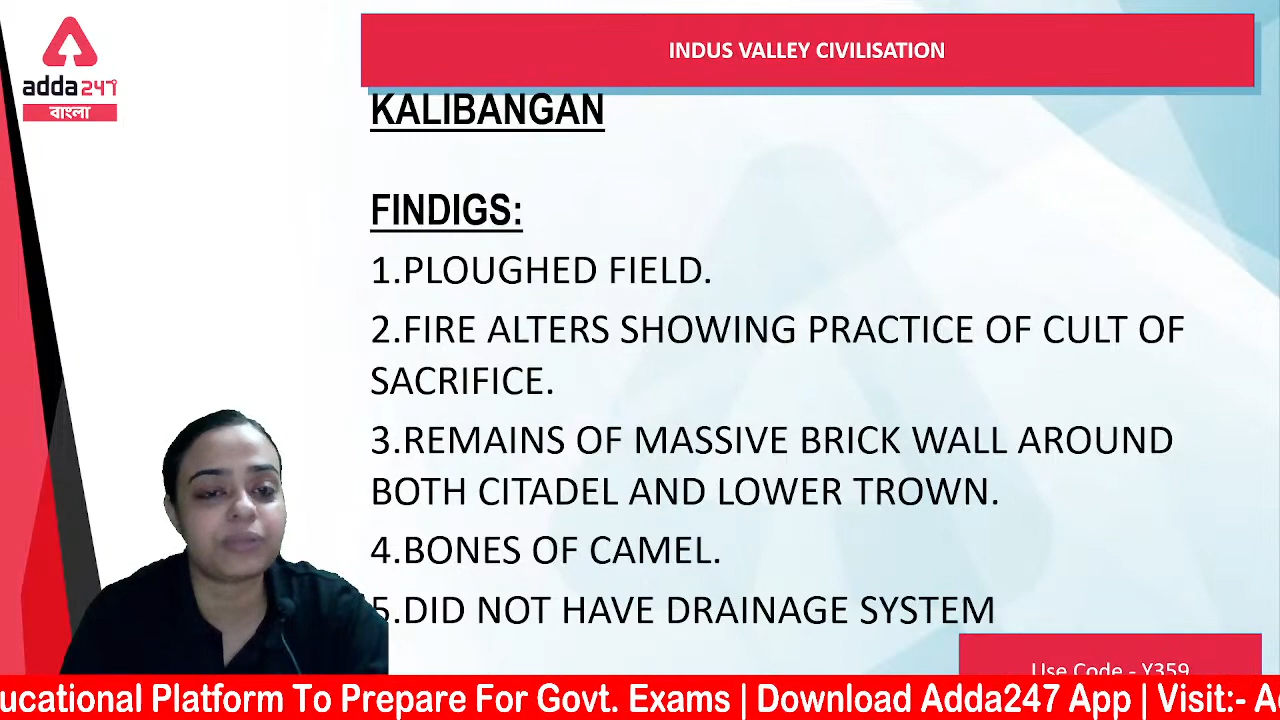 adda247
বাংলা
INDUS VALLEY CIVILISATION
KALIBANGAN
FINDIGS:
1.PLOUGHED FIELD.
2.FIRE ALTERS SHOWING PRACTICE OF CULT OF
SACRIFICE.
3.REMAINS OF MASSIVE BRICK WALL AROUND
BOTH CITADEL AND LOWER TROWN.
4.BONES OF CAMEL.
5.DID NOT HAVE DRAINAGE SYSTEM
Use Code - Y359
ucational Platform To Prepare For Govt. Exams | Download Adda247 App | Visit:-